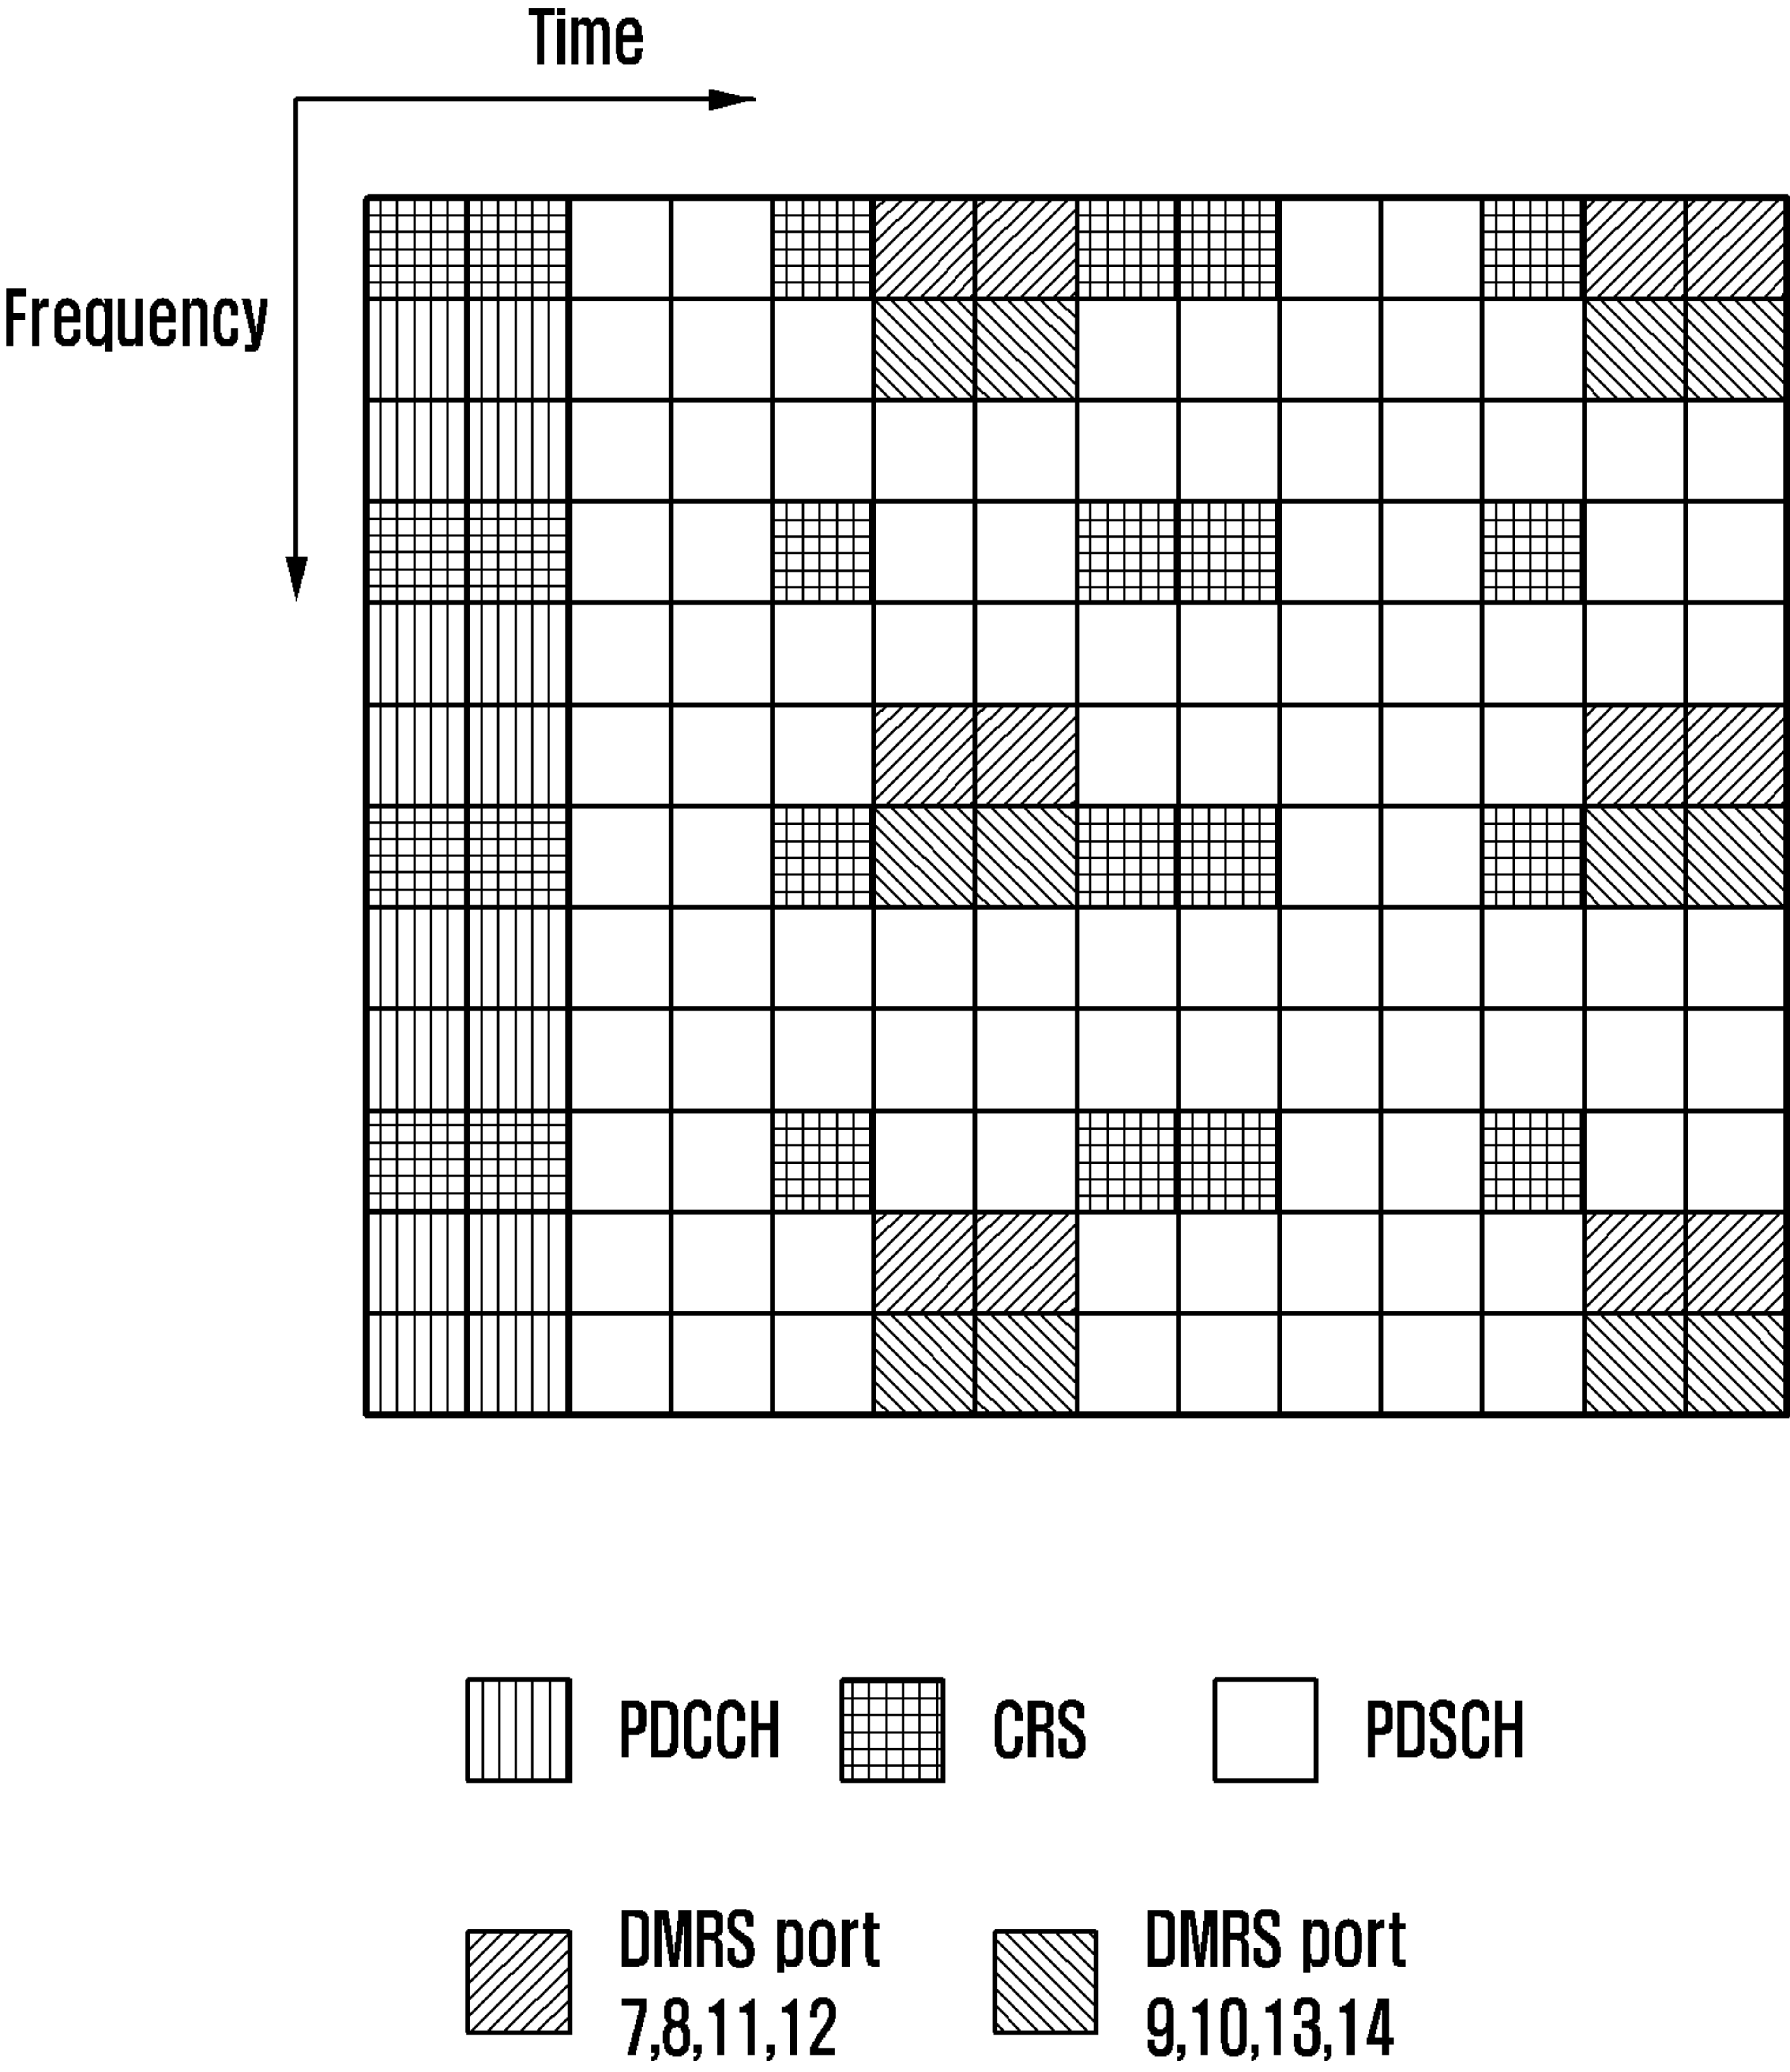 Time
Frequency
PDCCH
CRS
PDSCH
DMRS port
7,8,11,12
DMRS port
9,10,13,14